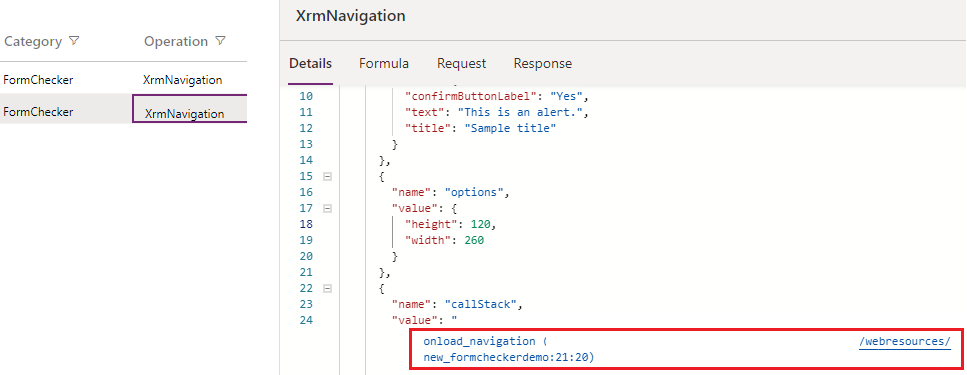 XrmNavigation
Category Operation
Details Formula Request Response
FormChecker XrmNavigation
FormChecker XrmNavigation
10 "confirmButtonLabel": "Yes",
11 "text": "This is an alert.",
12 "title": "Sample title"
13 }
14 },
15 {
16 "name": "options",
17 "value": {
18 "height": 120,
19 "width": 260
20 }
21 },
22 {
23 "name": "callStack",
24 "value": "
onload_navigation ( /webresources/
new_formcheckerdemo:21:20)